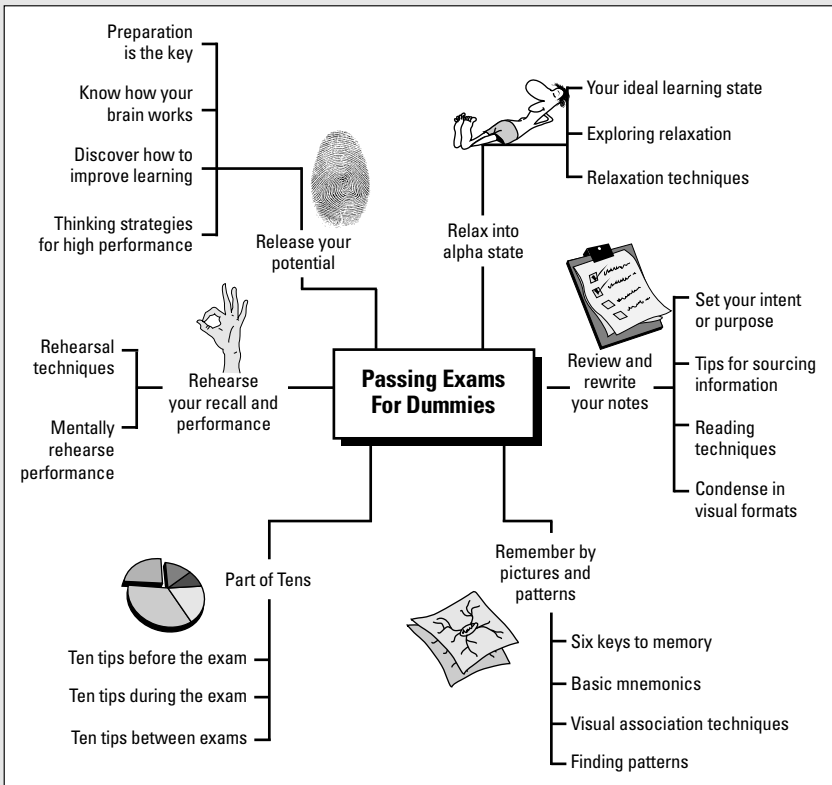 Preparation
is the key
Know how your
brain works
Discover how to
improve learning
Thinking strategies
for high performance
Release your
potential
Your ideal learning state
Exploring relaxation
Relaxation techniques
Relax into
alpha state
Set your intent
or purpose
Tips for sourcing
information
Reading
techniques
Condense in
visual formats
Review and
rewrite
your notes
Passing Exams
For Dummies
Rehearsal
techniques
Mentally
rehearse
performance
Rehearse
your recall and
performance
Part of Tens
Ten tips before the exam
Ten tips during the exam
Ten tips between exams
Remember by
pictures and
patterns
Six keys to memory
Basic mnemonics
Visual association techniques
Finding patterns